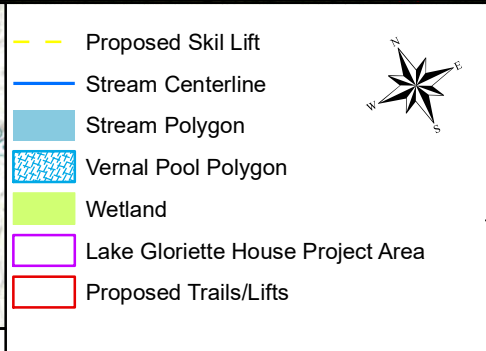 Proposed Skil Lift
Stream Centerline
Stream Polygon
Vernal Pool Polygon
Wetland
Lake Gloriette House Project Area
Proposed Trails/Lifts
N
E
W
S